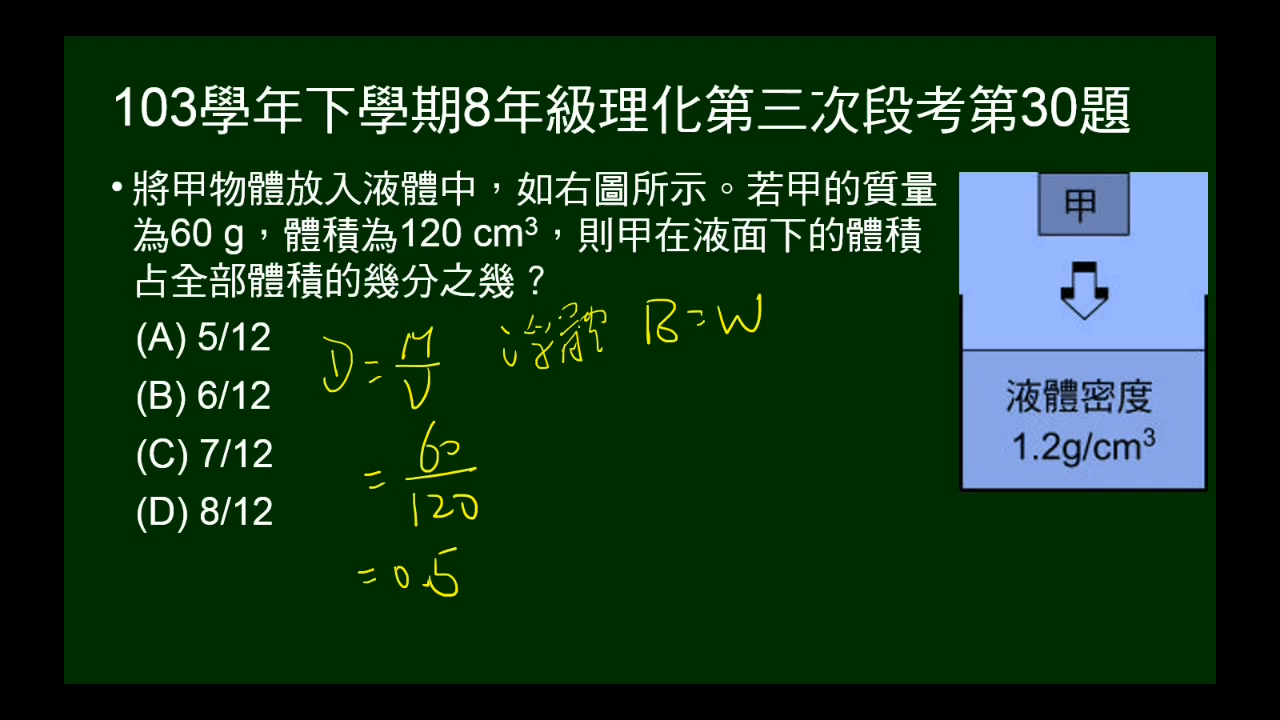 103學年下學期8年級理化第三次段考第30題
• 將甲物體放入液體中，如右圖所示。若甲的質量
為60 g，體積為120 cm³，則甲在液面下的體積
占全部體積的幾分之幾？
(A) 5/12
(B) 6/12
(C) 7/12
(D) 8/12
D = M/V
= 60/120
= 0.5
浮體 B = W
甲
液體密度
1.2g/cm³